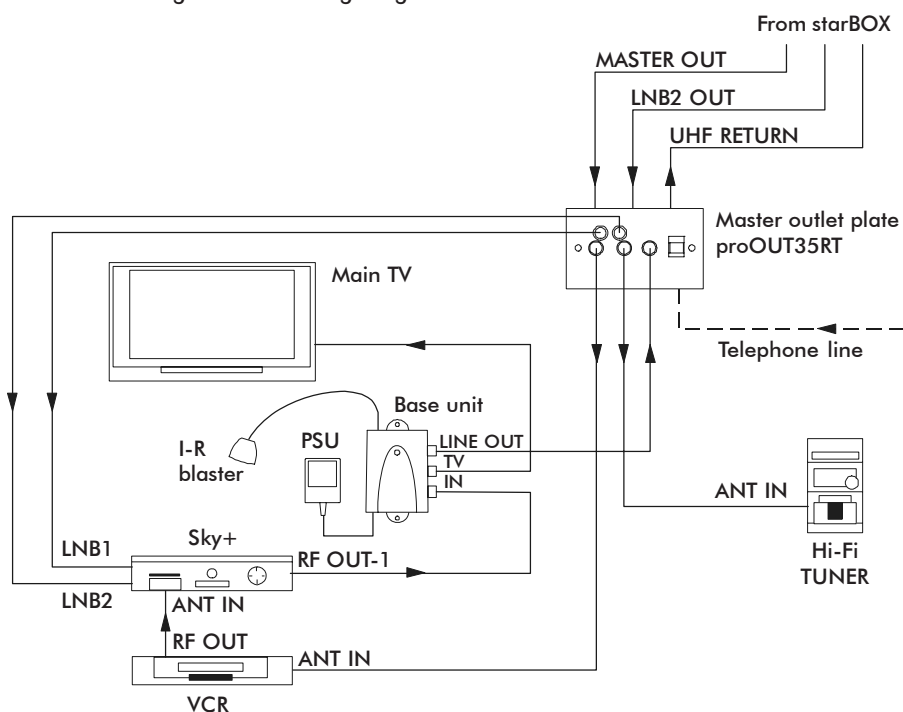 From starBOX
MASTER OUT
LNB2 OUT
UHF RETURN
Master outlet plate
proOUT35RT
Main TV
Telephone line
Base unit
I-R
blaster
PSU
LINE OUT
TV
IN
ANT IN
Hi-Fi
TUNER
Sky+
LNB1
RF OUT-1
LNB2
ANT IN
RF OUT
ANT IN
VCR